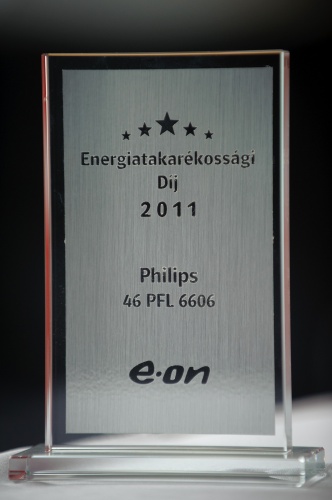 Energiatakarékossági
Díj
2011
Philips
46 PFL 6606
e·on